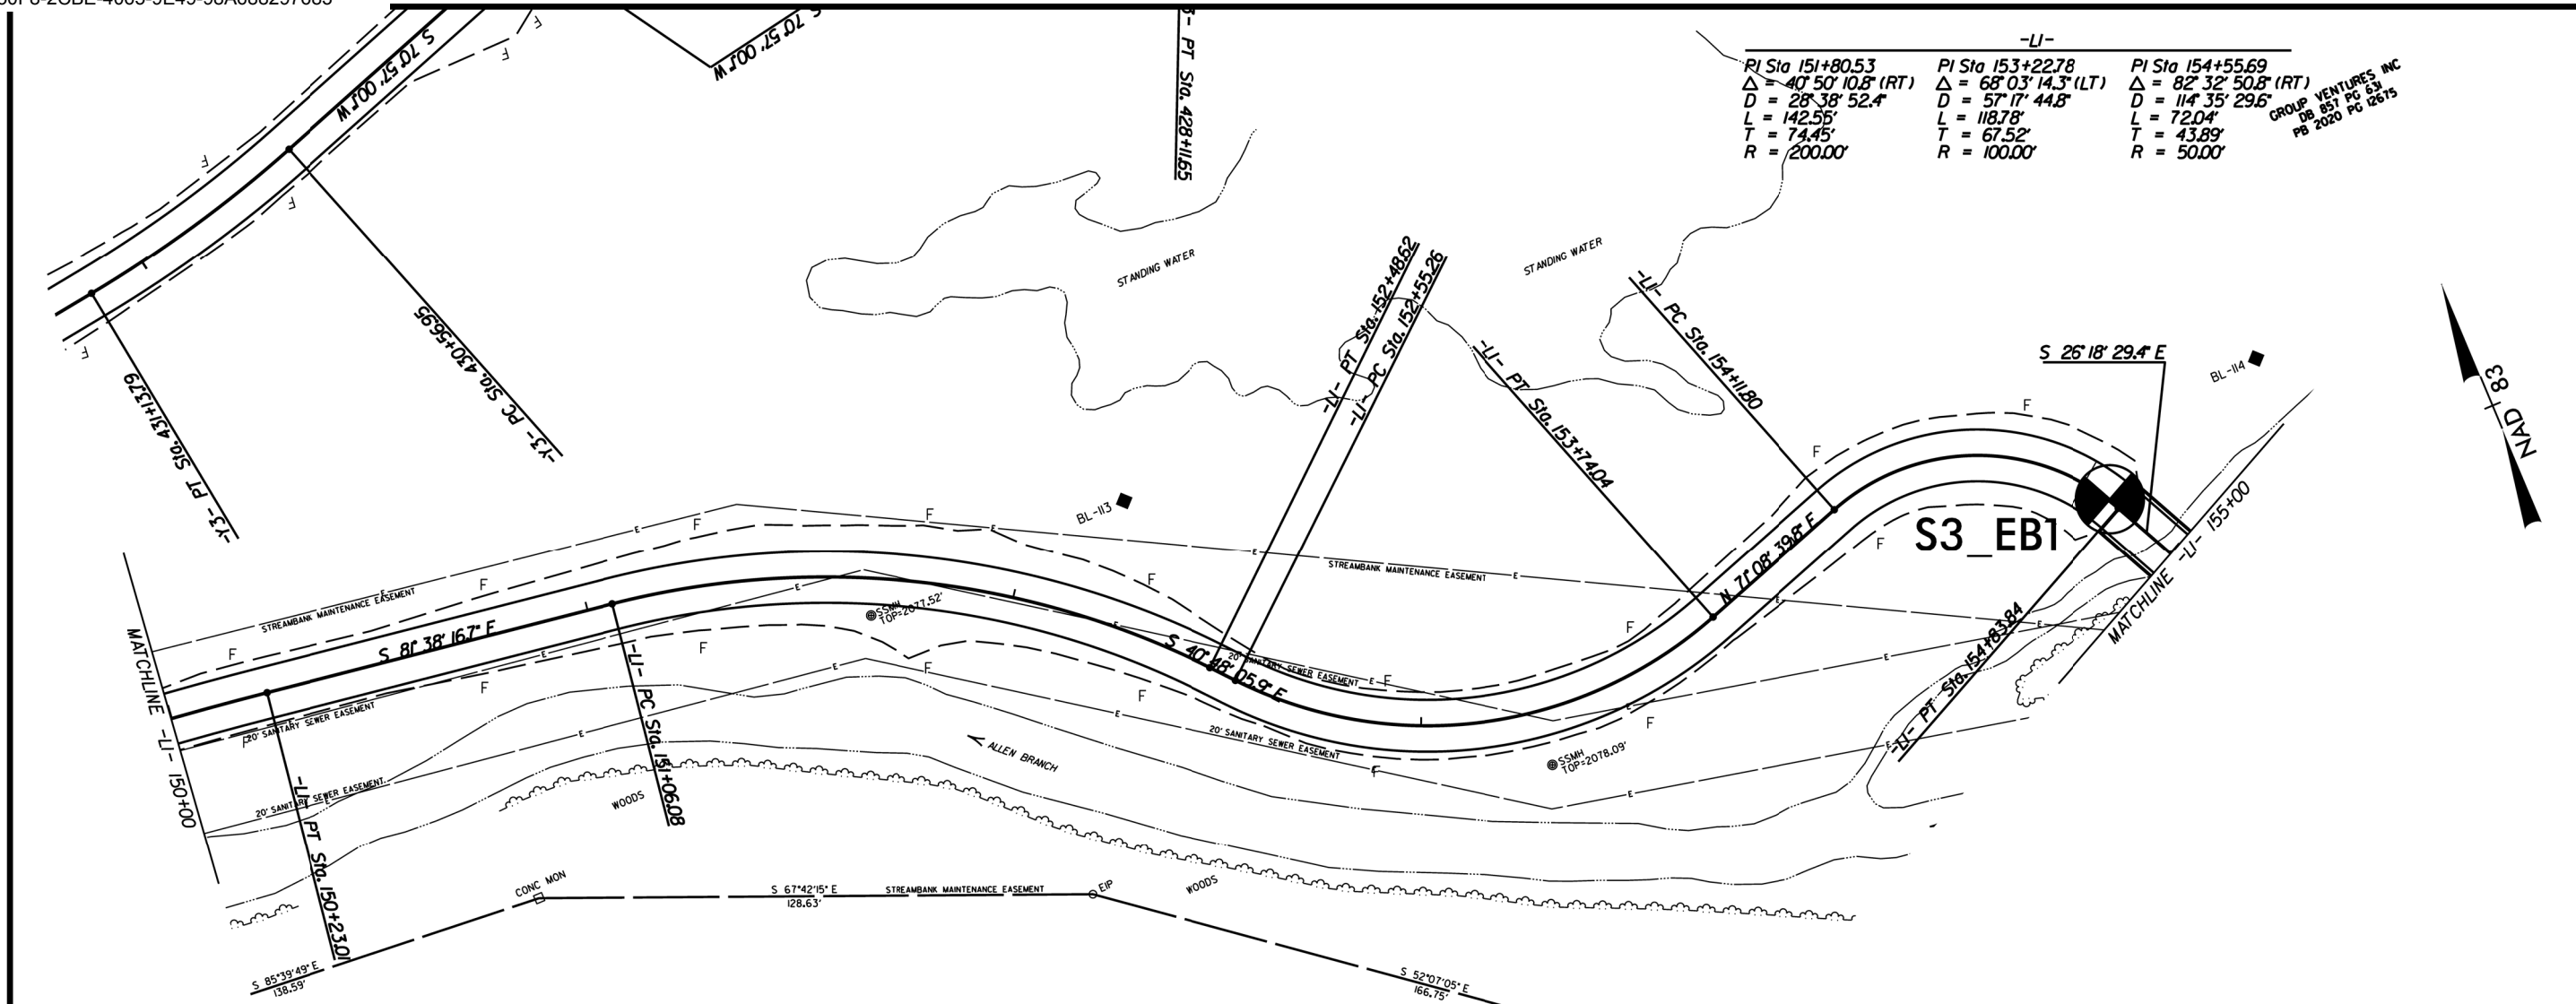 -L1-
PI Sta 151+80.53
Δ = 40° 50' 10.8" (RT)
D = 28° 38' 52.4"
L = 142.55'
T = 74.45'
R = 200.00'
PI Sta 153+22.78
Δ = 68° 03' 14.3" (LT)
D = 57° 17' 44.8"
L = 118.78'
T = 67.52'
R = 100.00'
PI Sta 154+55.69
Δ = 82° 32' 50.8" (RT)
D = 114° 35' 29.6"
L = 72.04'
T = 43.89'
R = 50.00'
GROUP VENTURES INC
DB 857 PG 631
PB 2020 PG 12675
S 70° 57' 00.1" W
S 70° 57' 00.1" W
PT Sta. 428+11.65
-Y3- PT Sta. 431+13.79
-Y3- PC Sta. 430+56.95
STANDING WATER
STANDING WATER
-L1- PT Sta. 152+48.62
-L1- PC Sta. 152+55.26
-L1- PT Sta. 153+74.04
-L1- PC Sta. 154+11.80
S 26° 18' 29.4" E
BL-114
NAD 83
BL-113
S3_EB1
MATCHLINE -L1- 155+00
N 71° 08' 39.8" E
STREAMBANK MAINTENANCE EASEMENT
STREAMBANK MAINTENANCE EASEMENT
SSMH
TOP=2077.52'
S 81° 38' 16.7" E
S 40° 48' 05.9" E
20' SANITARY SEWER EASEMENT
MATCHLINE -L1- 150+00
-L1- PC Sta. 151+06.08
-L1- PT Sta. 154+83.84
20' SANITARY SEWER EASEMENT
20' SANITARY SEWER EASEMENT
20' SANITARY SEWER EASEMENT
ALLEN BRANCH
SSMH
TOP=2078.09'
-L1- PT Sta. 150+23.01
WOODS
CONC MON
S 67°42'15" E
128.63'
STREAMBANK MAINTENANCE EASEMENT
EIP
WOODS
S 85°39'49" E
138.59'
S 52°07'05" E
166.75'